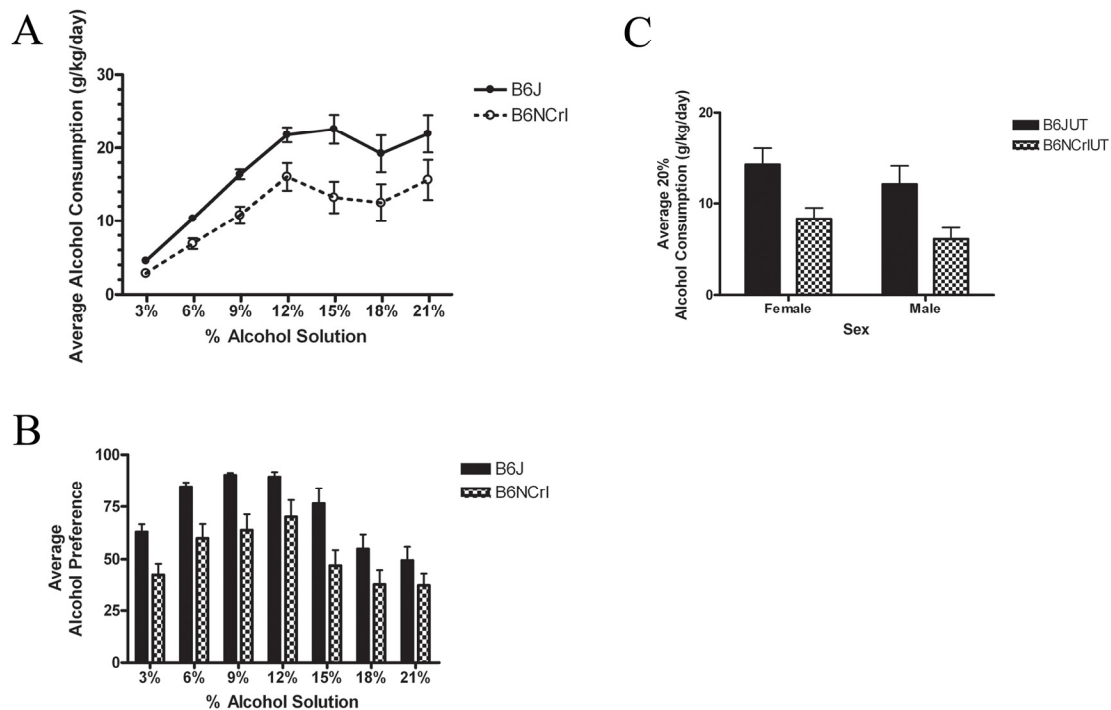 A
Average Alcohol Consumption (g/kg/day)
30
20
10
0
3% 6% 9% 12% 15% 18% 21%
% Alcohol Solution
B6J
B6NCrl
B
Average
Alcohol Preference
100
75
50
25
0
3% 6% 9% 12% 15% 18% 21%
% Alcohol Solution
B6J
B6NCrl
C
Average 20%
Alcohol Consumption (g/kg/day)
20
10
0
Female Male
Sex
B6JUT
B6NCrlUT